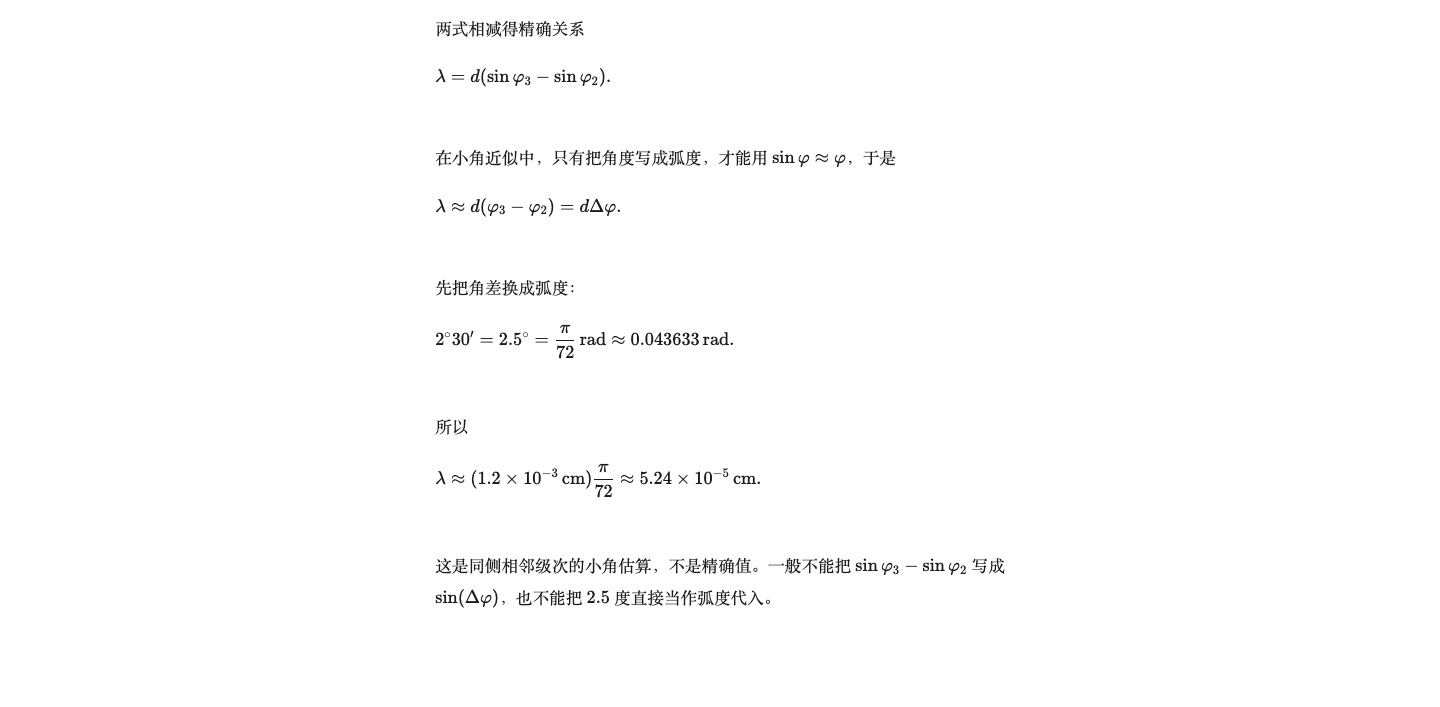 两式相减得精确关系
λ = d(sin φ₃ − sin φ₂).
在小角近似中，只有把角度写成弧度，才能用 sin φ ≈ φ，于是
λ ≈ d(φ₃ − φ₂) = dΔφ.
先把角差换成弧度：
2°30′ = 2.5° = π/72 rad ≈ 0.043633 rad.
所以
λ ≈ (1.2 × 10⁻³ cm) π/72 ≈ 5.24 × 10⁻⁵ cm.
这是同侧相邻级次的小角估算，不是精确值。一般不能把 sin φ₃ − sin φ₂ 写成
sin(Δφ)，也不能把 2.5 度直接当作弧度代入。